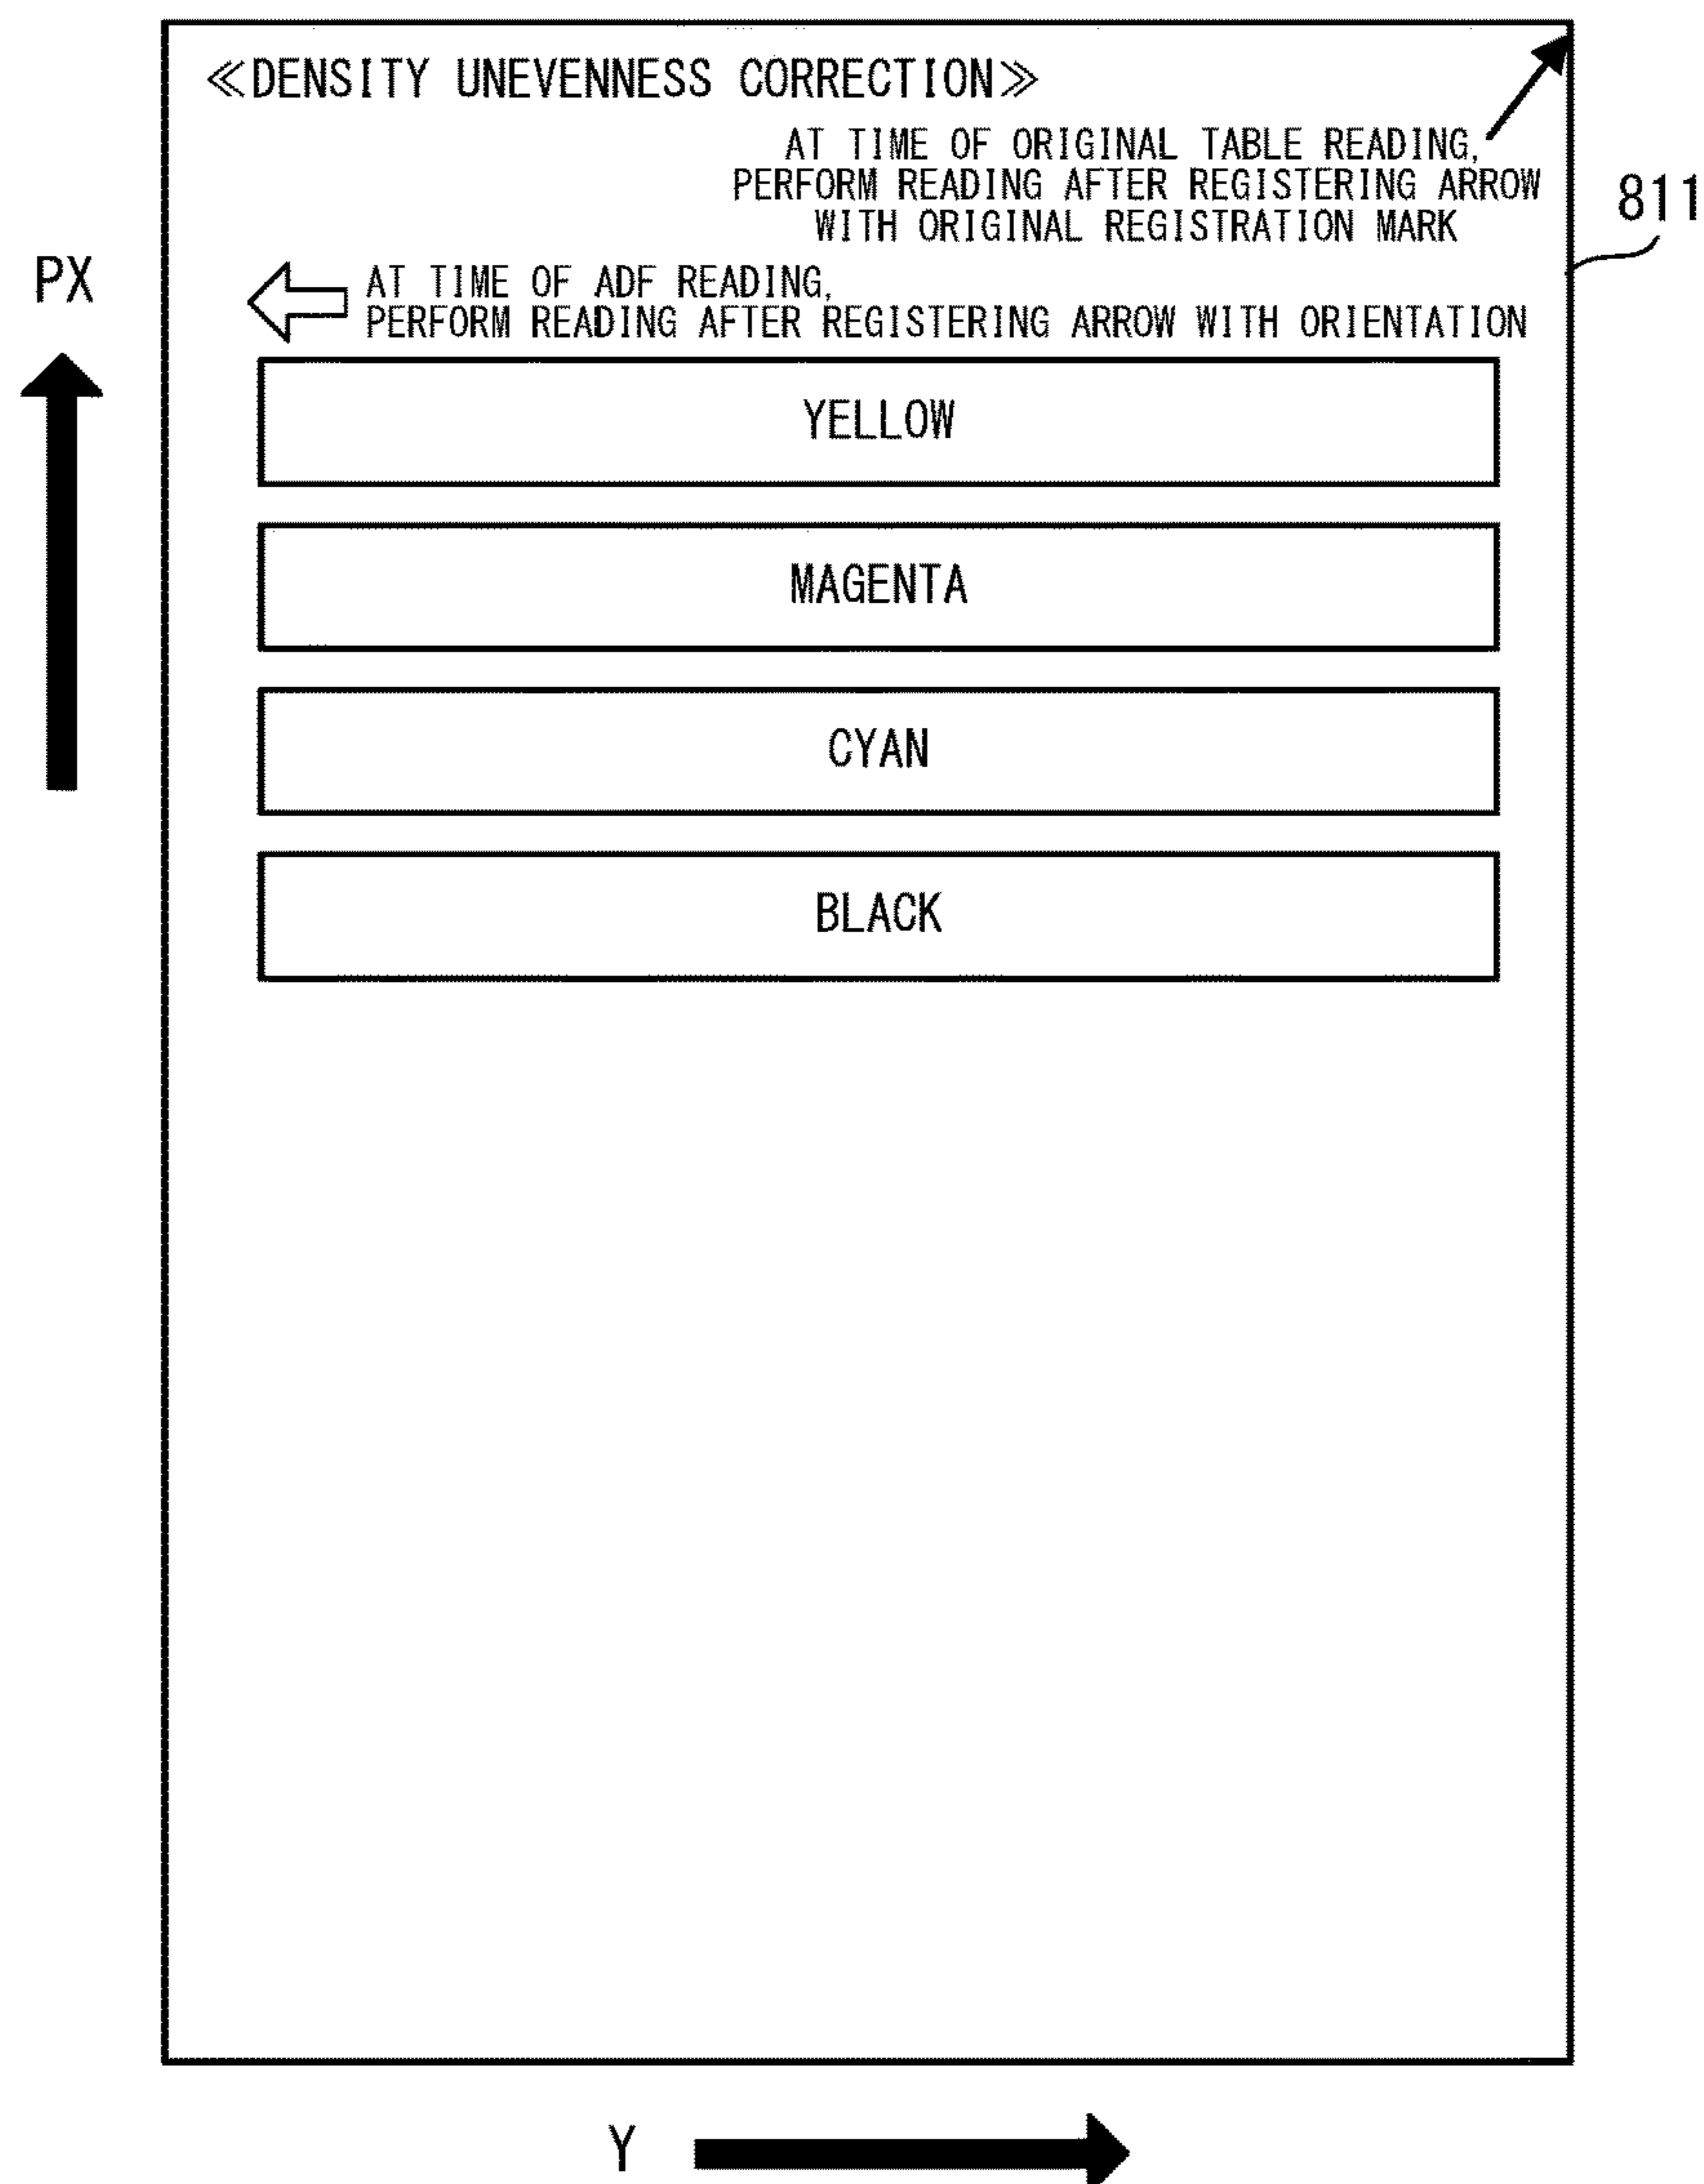 ≪DENSITY UNEVENNESS CORRECTION≫
AT TIME OF ORIGINAL TABLE READING,
PERFORM READING AFTER REGISTERING ARROW
WITH ORIGINAL REGISTRATION MARK
811
PX
AT TIME OF ADF READING,
PERFORM READING AFTER REGISTERING ARROW WITH ORIENTATION
YELLOW
MAGENTA
CYAN
BLACK
Y